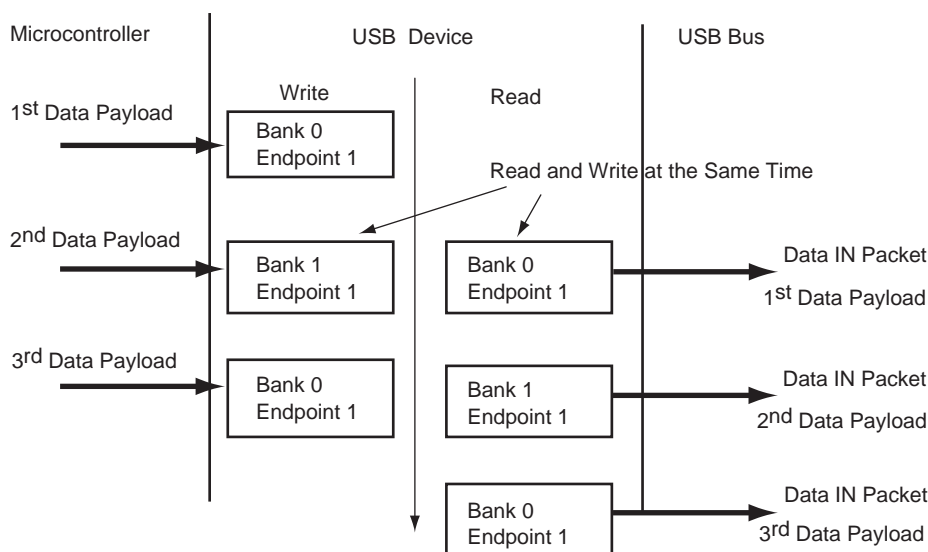 Microcontroller
USB Device
USB Bus
Write
Read
1st Data Payload
Bank 0
Endpoint 1
Read and Write at the Same Time
2nd Data Payload
Bank 1
Endpoint 1
Bank 0
Endpoint 1
Data IN Packet
1st Data Payload
3rd Data Payload
Bank 0
Endpoint 1
Bank 1
Endpoint 1
Data IN Packet
2nd Data Payload
Bank 0
Endpoint 1
Data IN Packet
3rd Data Payload